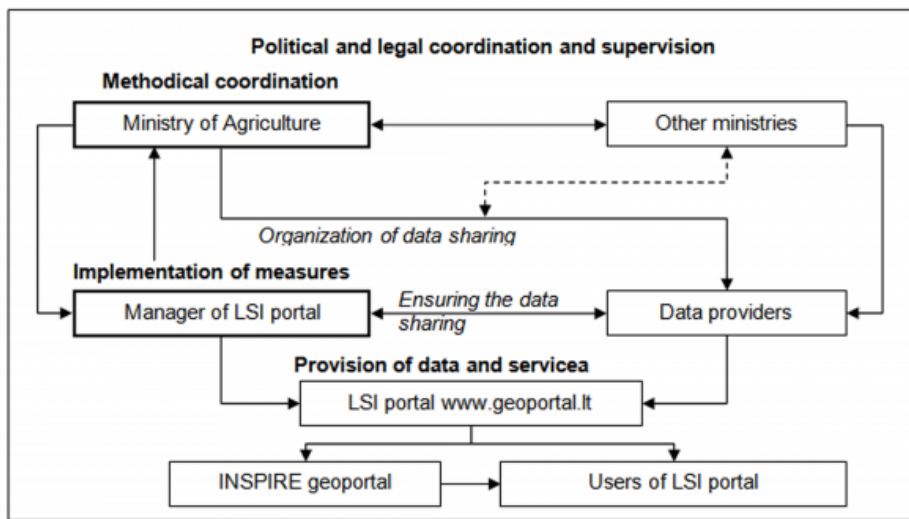 Political and legal coordination and supervision
Methodical coordination
Ministry of Agriculture
Other ministries
Organization of data sharing
Implementation of measures
Manager of LSI portal
Ensuring the data
sharing
Data providers
Provision of data and servicea
LSI portal www.geoportal.lt
INSPIRE geoportal
Users of LSI portal